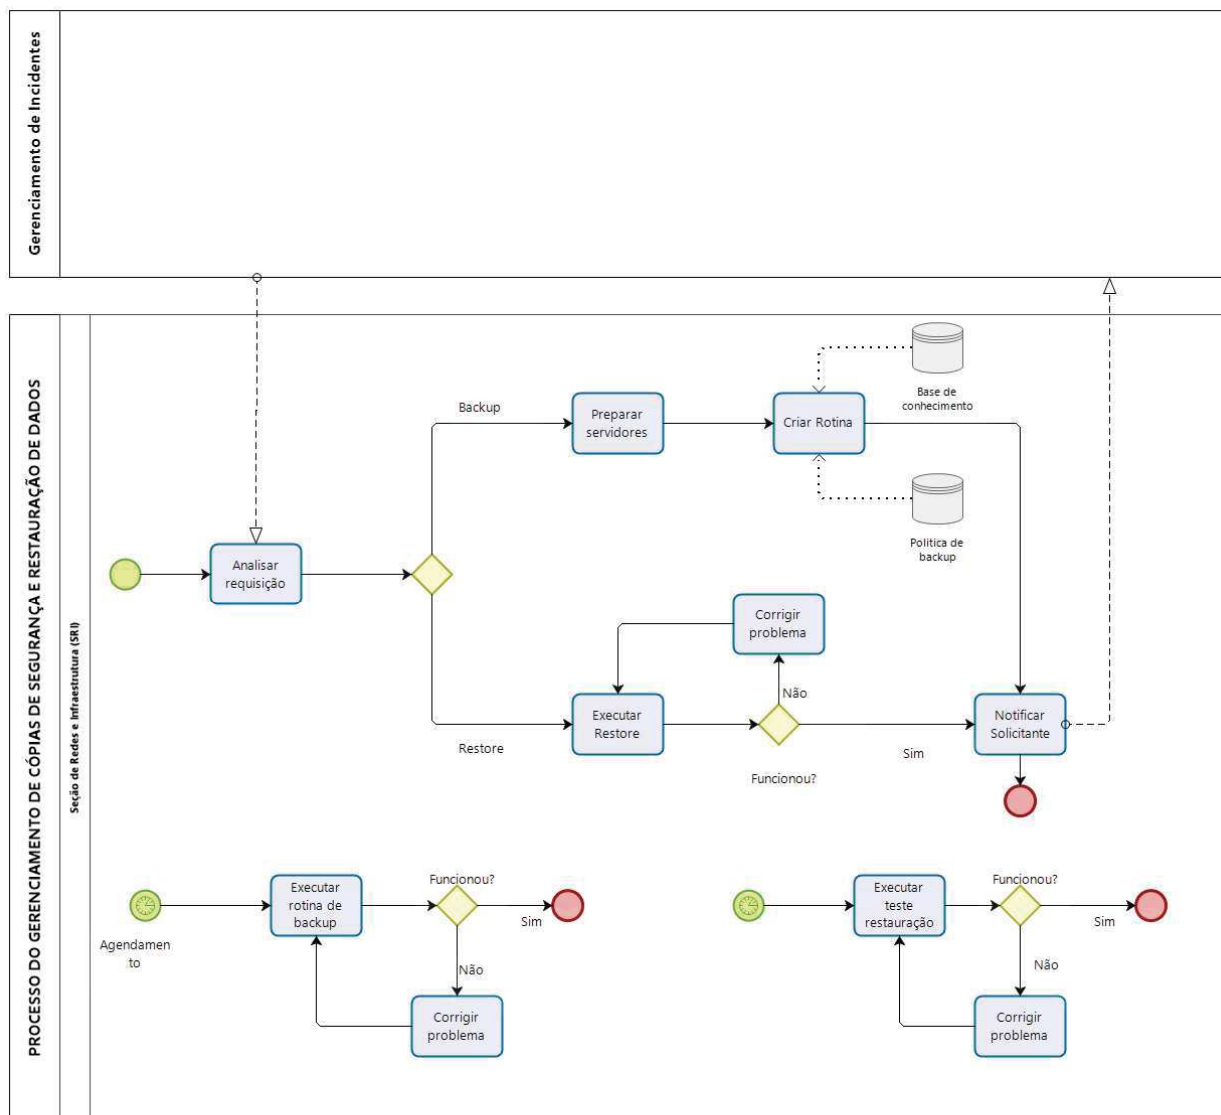 Gerenciamento de Incidentes
PROCESSO DO GERENCIAMENTO DE CÓPIAS DE SEGURANÇA E RESTAURAÇÃO DE DADOS
Seção de Redes e Infraestrutura (SRI)
Base de
conhecimento
Backup
Preparar
servidores
Criar Rotina
Política de
backup
Analisar
requisição
Corrigir
problema
Não
Executar
Restore
Notificar
Solicitante
Restore
Sim
Funcionou?
Agendamen
to
Executar
rotina de
backup
Funcionou?
Sim
Não
Corrigir
problema
Executar
teste
restauração
Funcionou?
Sim
Não
Corrigir
problema